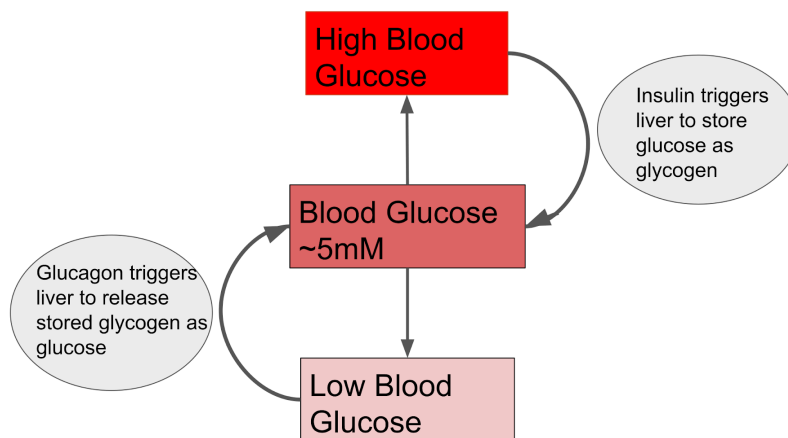 High Blood
Glucose
Insulin triggers
liver to store
glucose as
glycogen
Blood Glucose
~5mM
Glucagon triggers
liver to release
stored glycogen as
glucose
Low Blood
Glucose